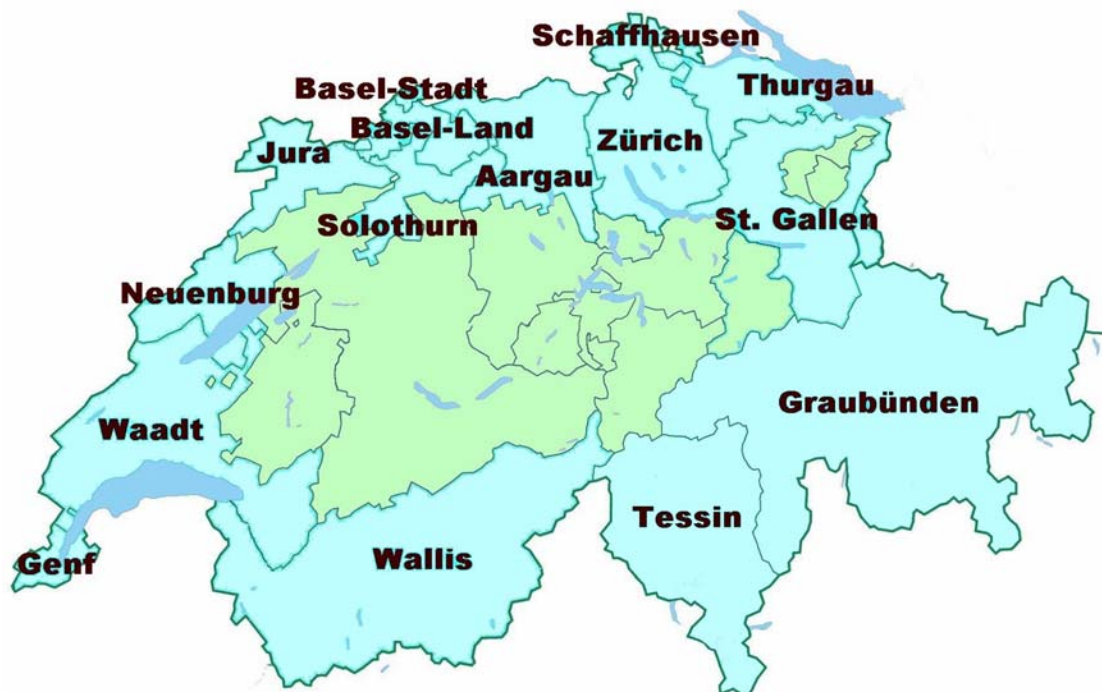 Schaffhausen
Basel-Stadt
Thurgau
Basel-Land
Zürich
Jura
Aargau
Solothurn
St. Gallen
Neuenburg
Graubünden
Waadt
Tessin
Genf
Wallis